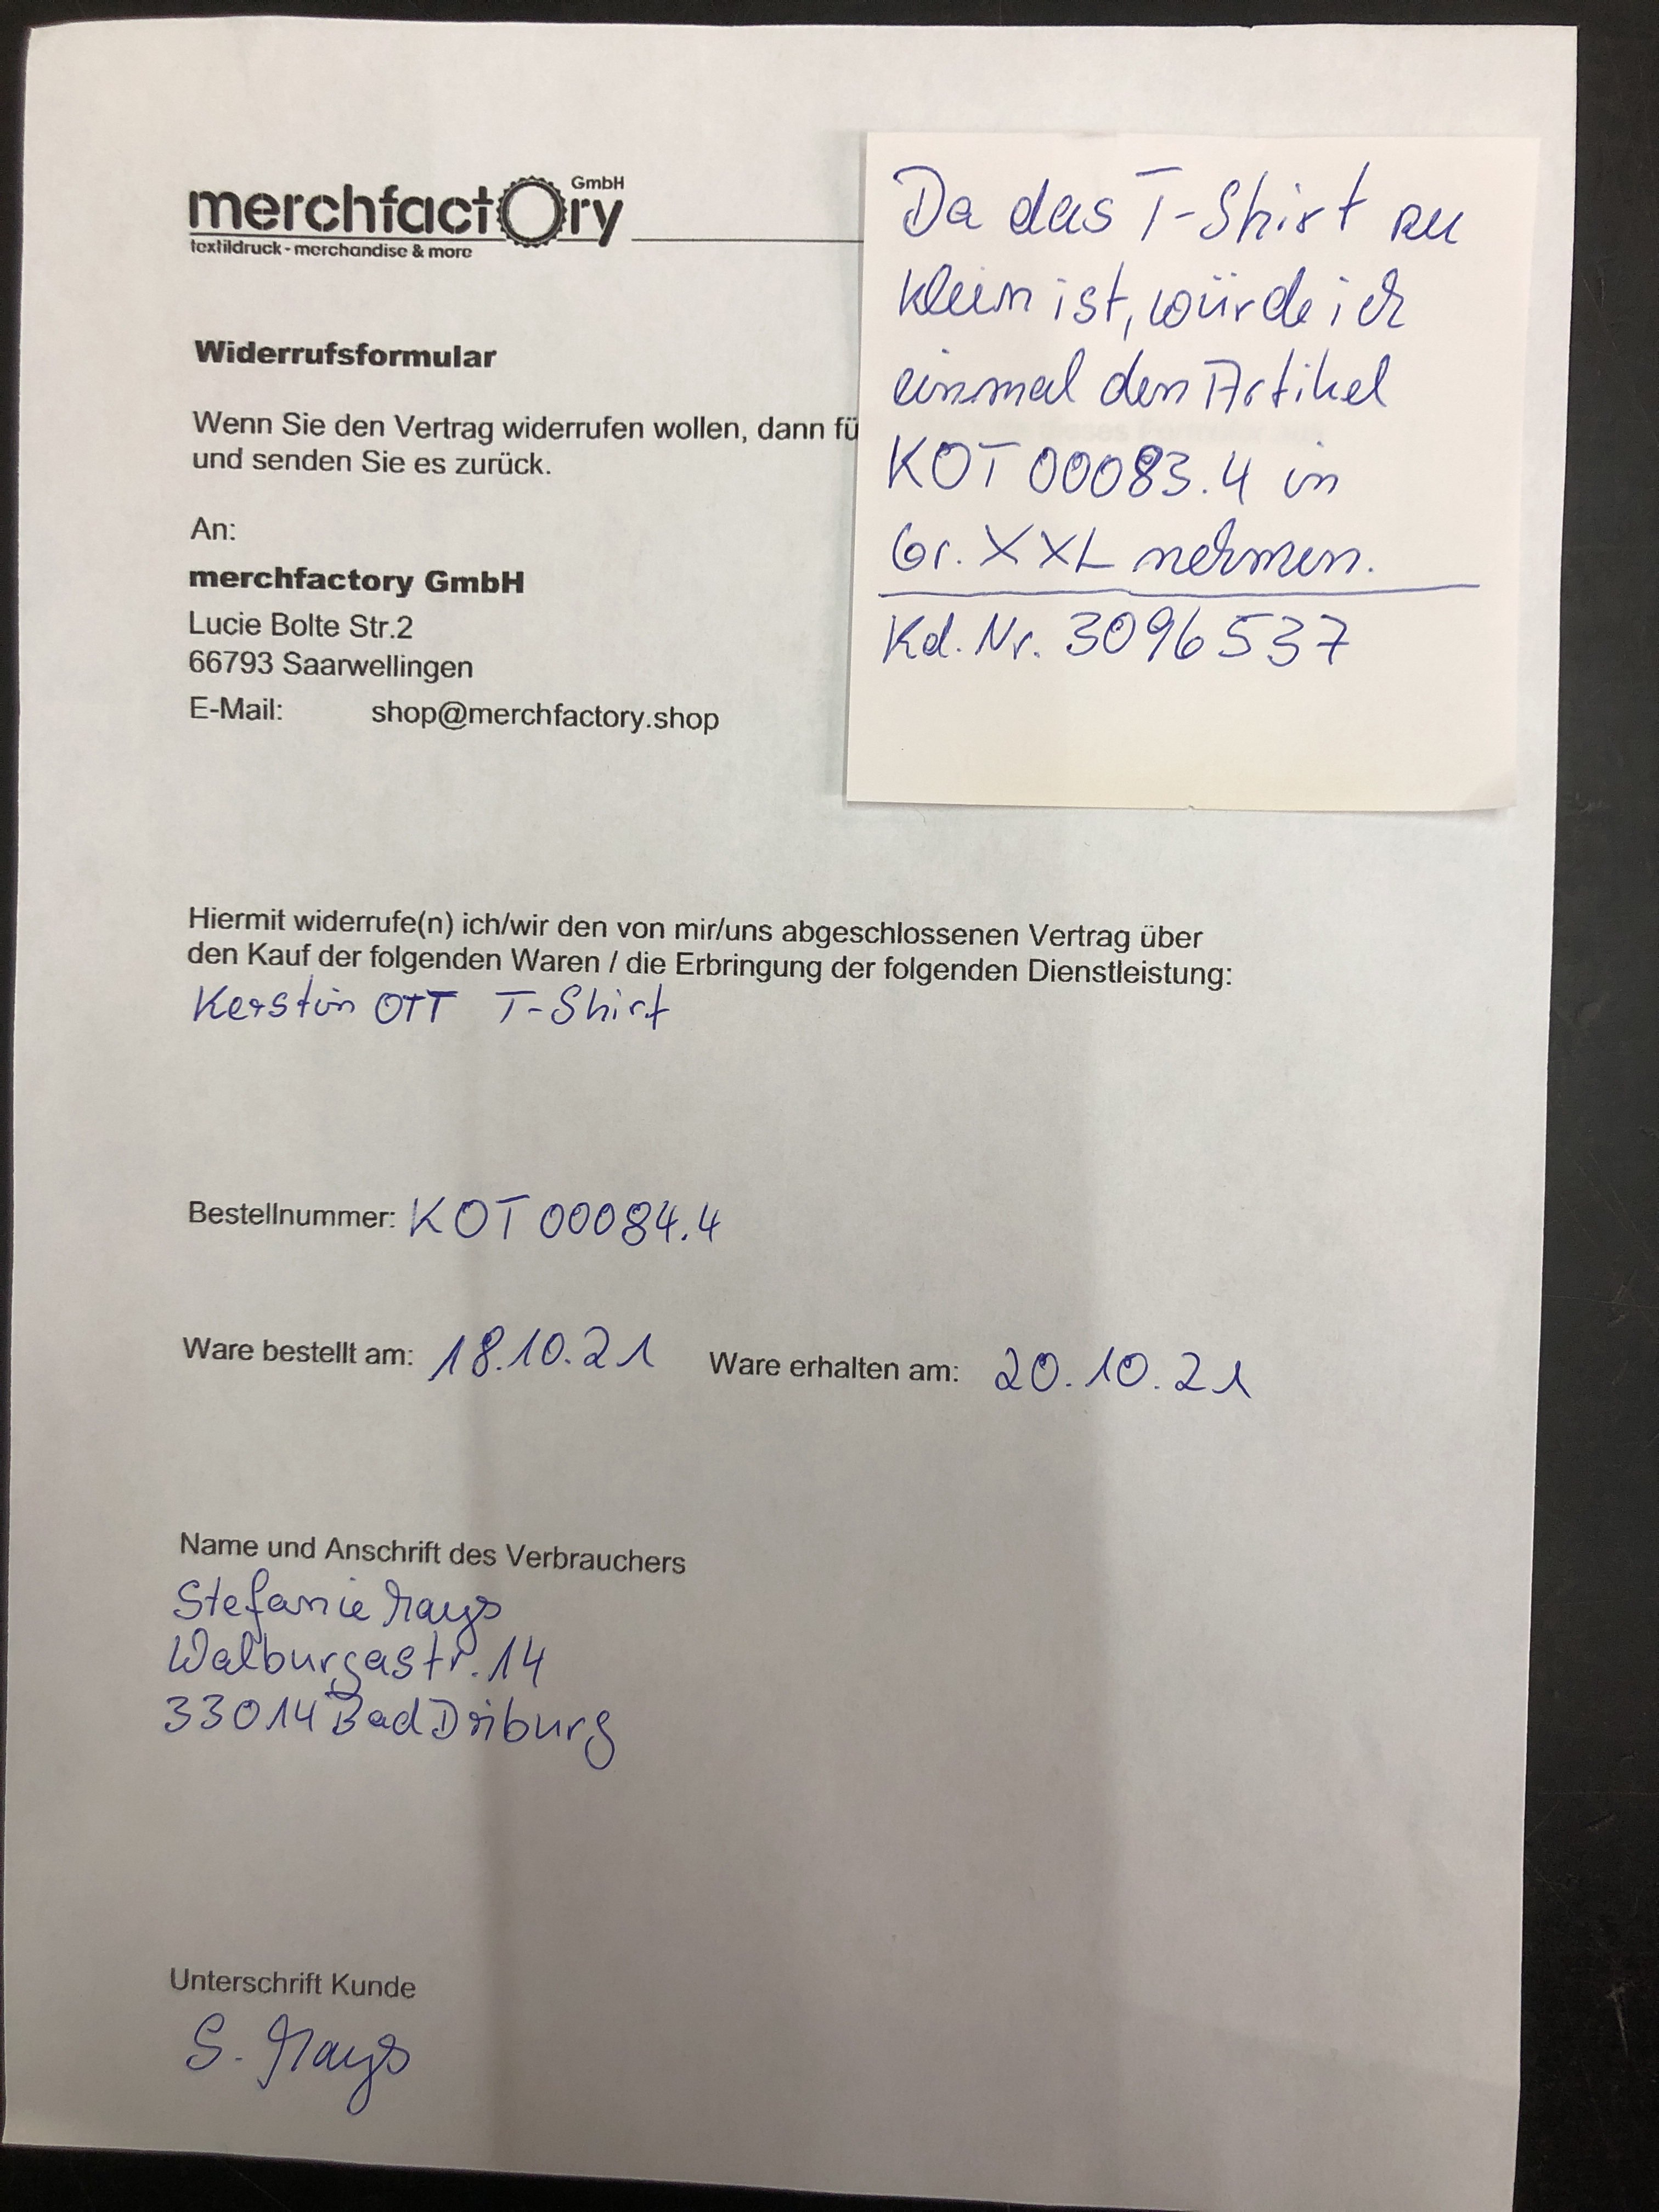 merchfactory GmbH
textildruck - merchandise & more
Da das T-Shirt zu
klein ist, würde ich
einmal den Artikel
KOT 00083.4 in
Gr. XXL nehmen.
Kd. Nr. 3096537
Widerrufsformular
Wenn Sie den Vertrag widerrufen wollen, dann fü
und senden Sie es zurück.
An:
merchfactory GmbH
Lucie Bolte Str.2
66793 Saarwellingen
E-Mail: shop@merchfactory.shop
Hiermit widerrufe(n) ich/wir den von mir/uns abgeschlossenen Vertrag über
den Kauf der folgenden Waren / die Erbringung der folgenden Dienstleistung:
Kerstin OTT T-Shirt
Bestellnummer: KOT 00084.4
Ware bestellt am: 18.10.21 Ware erhalten am: 20.10.21
Name und Anschrift des Verbrauchers
Stefanie
Walburgastr. 14
33014 Bad Driburg
Unterschrift Kunde
S.